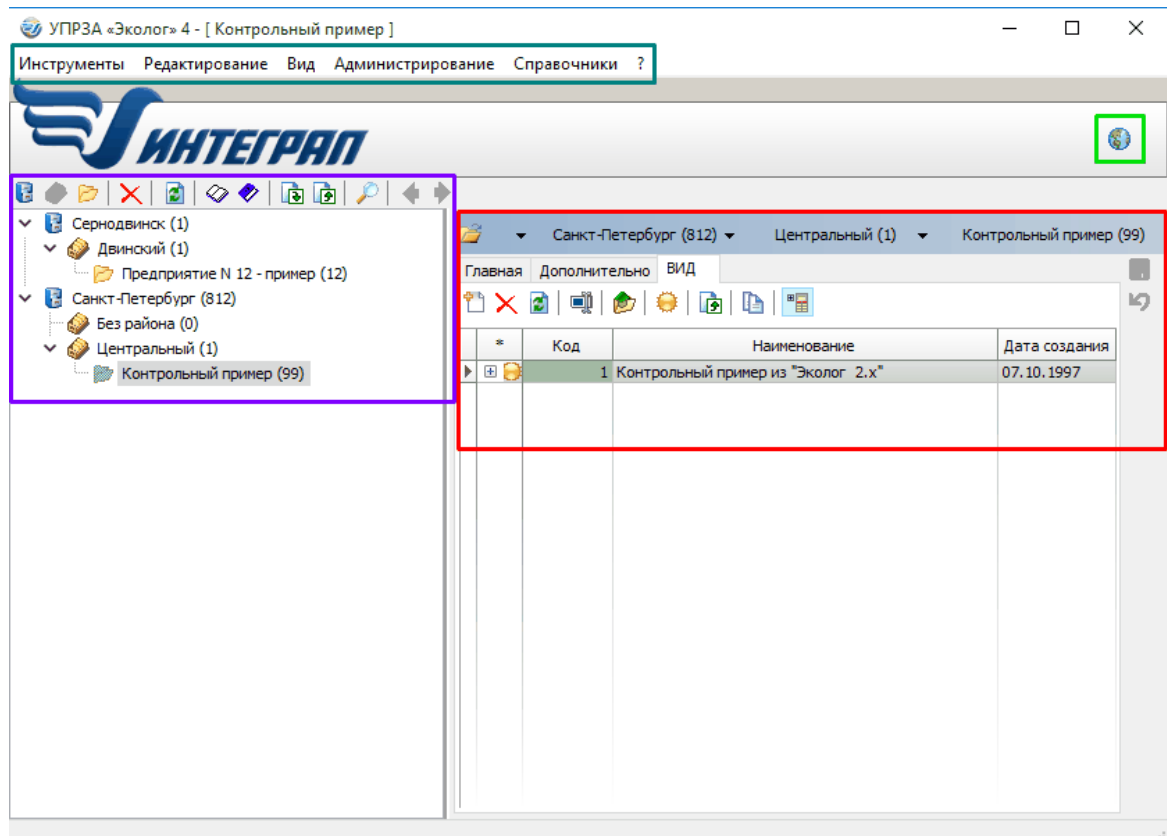 УПРЗА «Эколог» 4 - [ Контрольный пример ]
Инструменты Редактирование Вид Администрирование Справочники ?
ИНТЕГРАЛ
Сернодвинск (1)
Двинский (1)
Предприятие N 12 - пример (12)
Санкт-Петербург (812)
Без района (0)
Центральный (1)
Контрольный пример (99)
Санкт-Петербург (812) Центральный (1) Контрольный пример (99)
Главная Дополнительно ВИД
* Код Наименование Дата создания
1 Контрольный пример из "Эколог 2.x" 07.10.1997